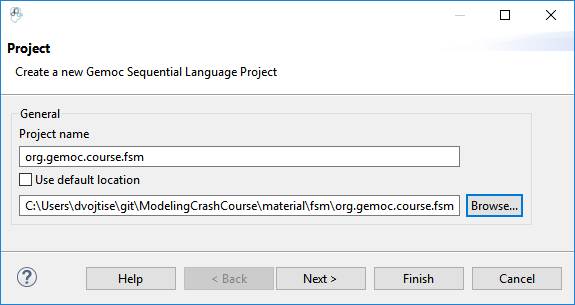 Project
Create a new Gemoc Sequential Language Project
General
Project name
org.gemoc.course.fsm
Use default location
C:\Users\dvojtise\git\ModelingCrashCourse\material\fsm\org.gemoc.course.fsm
Browse...
?
Help
< Back
Next >
Finish
Cancel